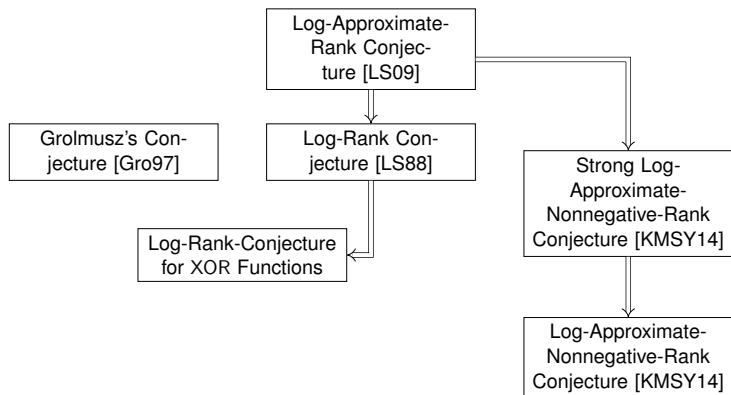 Log-Approximate-
Rank Conjec-
ture [LS09]
Grolmusz's Con-
jecture [Gro97]
Log-Rank Con-
jecture [LS88]
Strong Log-
Approximate-
Nonnegative-Rank
Conjecture [KMSY14]
Log-Rank-Conjecture
for XOR Functions
Log-Approximate-
Nonnegative-Rank
Conjecture [KMSY14]